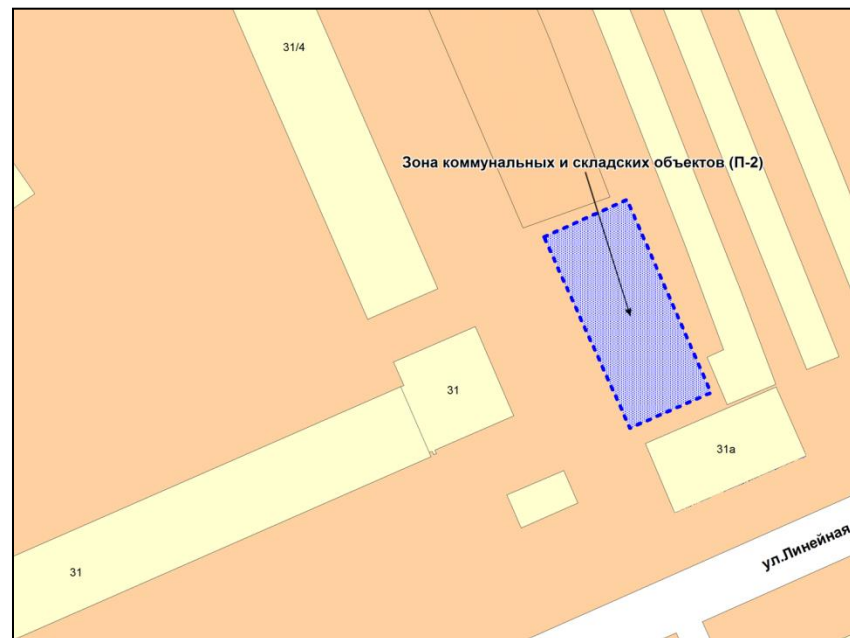 31/4
Зона коммунальных и складских объектов (П-2)
31
31а
ул.Линейная
31